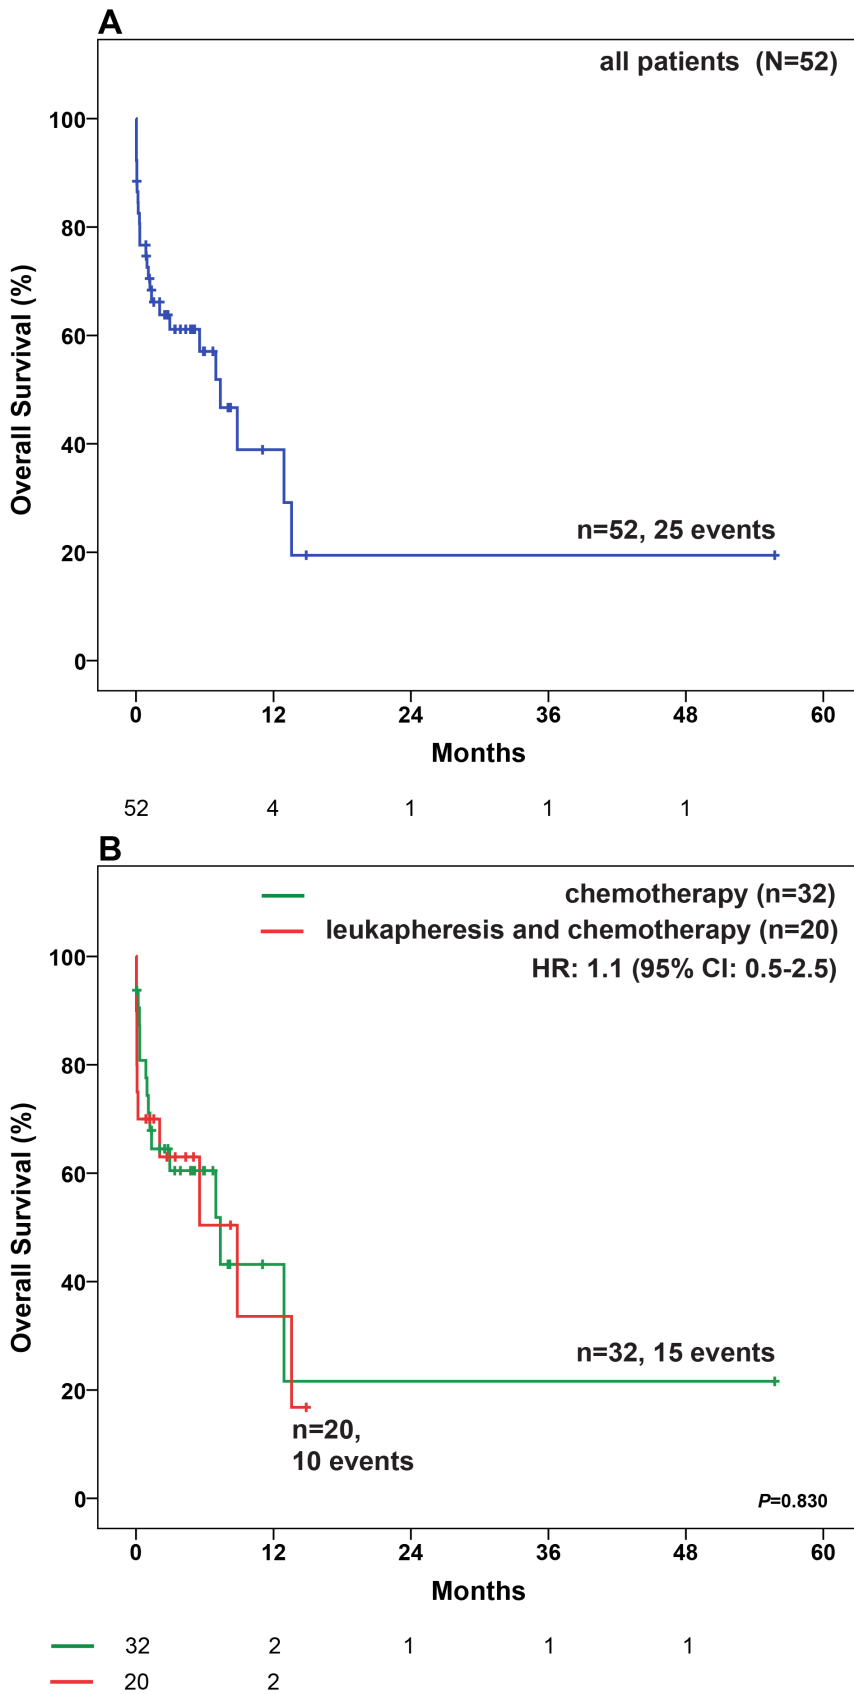 A
all patients (N=52)
100
80
60
40
20
0
Overall Survival (%)
n=52, 25 events
0 12 24 36 48 60
Months
52 4 1 1 1
B
chemotherapy (n=32)
leukapheresis and chemotherapy (n=20)
HR: 1.1 (95% CI: 0.5-2.5)
100
80
60
40
20
0
Overall Survival (%)
n=32, 15 events
n=20,
10 events
P=0.830
0 12 24 36 48 60
Months
32 2 1 1 1
20 2